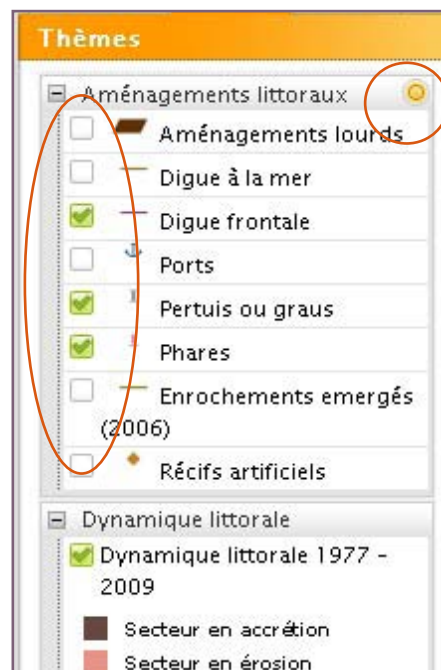 Thèmes
Aménagements littoraux
Aménagements lourds
Digue à la mer
Digue frontale
Ports
Pertuis ou graus
Phares
Enrochements emergés
(2006)
Récifs artificiels
Dynamique littorale
Dynamique littorale 1977 -
2009
Secteur en accrétion
Secteur en érosion